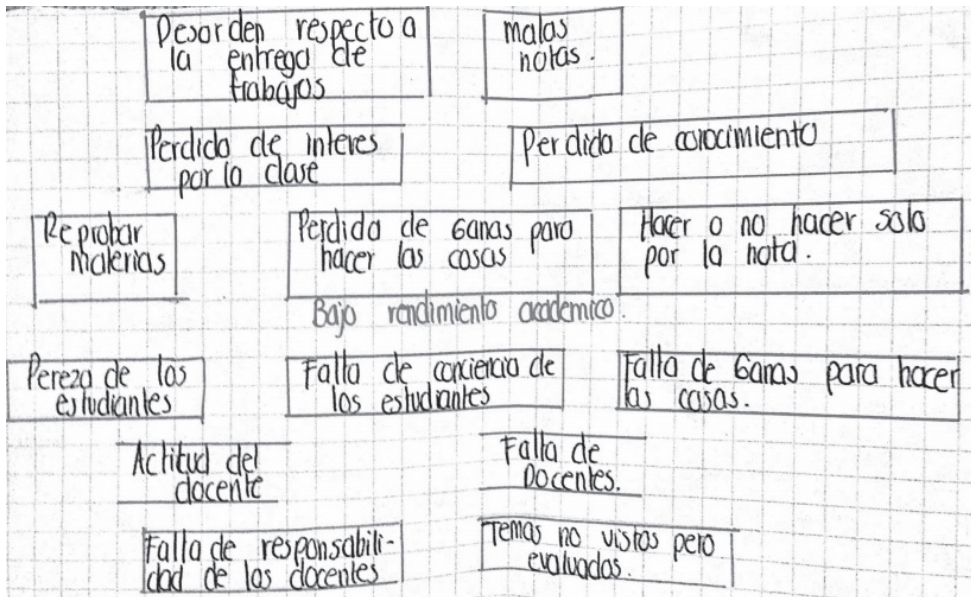 Desorden respecto a
la entrega de
trabajos
malas
notas.
Perdida de interes
por la clase
Perdida de conocimiento
Reprobar
materias
Perdida de Ganas para
hacer las cosas
Hacer o no hacer solo
por la nota.
Bajo rendimiento academico.
Pereza de los
estudiantes
Falta de conciencia de
los estudiantes
Falta de Ganas para hacer
las cosas.
Actitud del
docente
Falta de
Docentes.
Falla de responsabili-
dad de los docentes
Temas no vistos pero
evaluados.